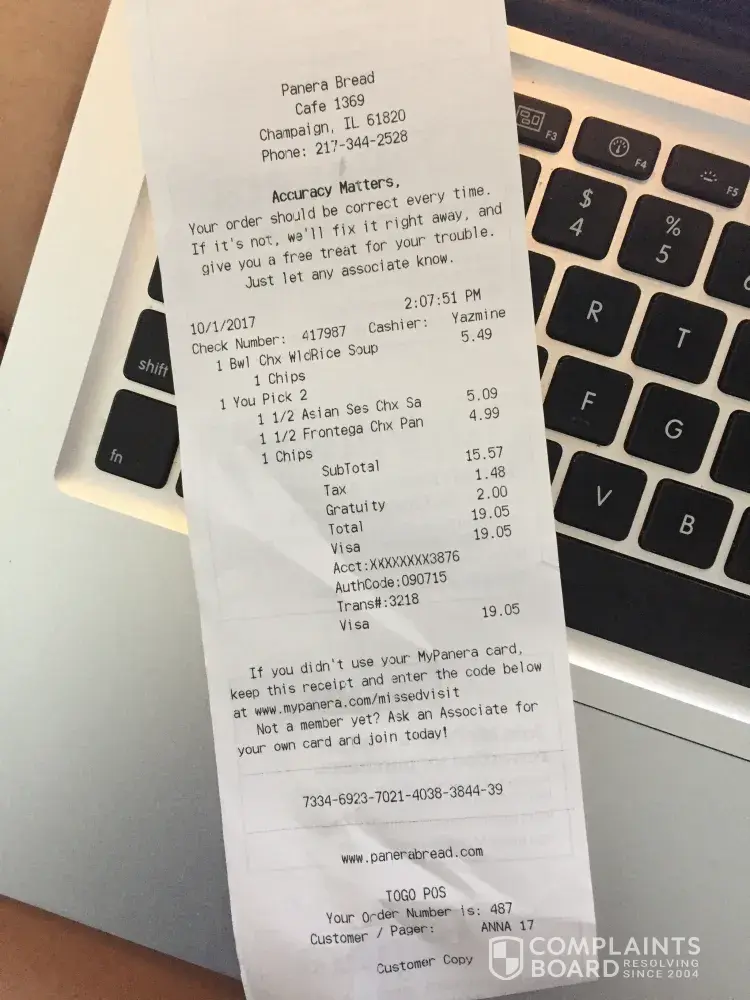 Panera Bread
Cafe 1369
Champaign, IL 61820
Phone: 217-344-2528
Accuracy Matters,
Your order should be correct every time.
If it's not, we'll fix it right away, and
give you a free treat for your trouble.
Just let any associate know.
10/1/2017 2:07:51 PM
Check Number: 417987 Cashier: Yazmine
1 Bwl Chx WldRice Soup 5.49
1 Chips
1 You Pick 2
1 1/2 Asian Ses Chx Sa 5.09
1 1/2 Frontega Chx Pan 4.99
1 Chips
SubTotal 15.57
Tax 1.48
Gratuity 2.00
Total 19.05
Visa 19.05
Acct:XXXXXXXX3876
AuthCode:090715
Trans#:3218
Visa 19.05
If you didn't use your MyPanera card,
keep this receipt and enter the code below
at www.mypanera.com/missedvisit
Not a member yet? Ask an Associate for
your own card and join today!
7334-6923-7021-4038-3844-39
www.panerabread.com
TOGO POS
Your Order Number is: 487
Customer / Pager: ANNA 17
Customer Copy
F3
F4
F5
$
4
%
5
R
T
F
G
V
B
shift
fn
COMPLAINTS
BOARD RESOLVING
SINCE 2004